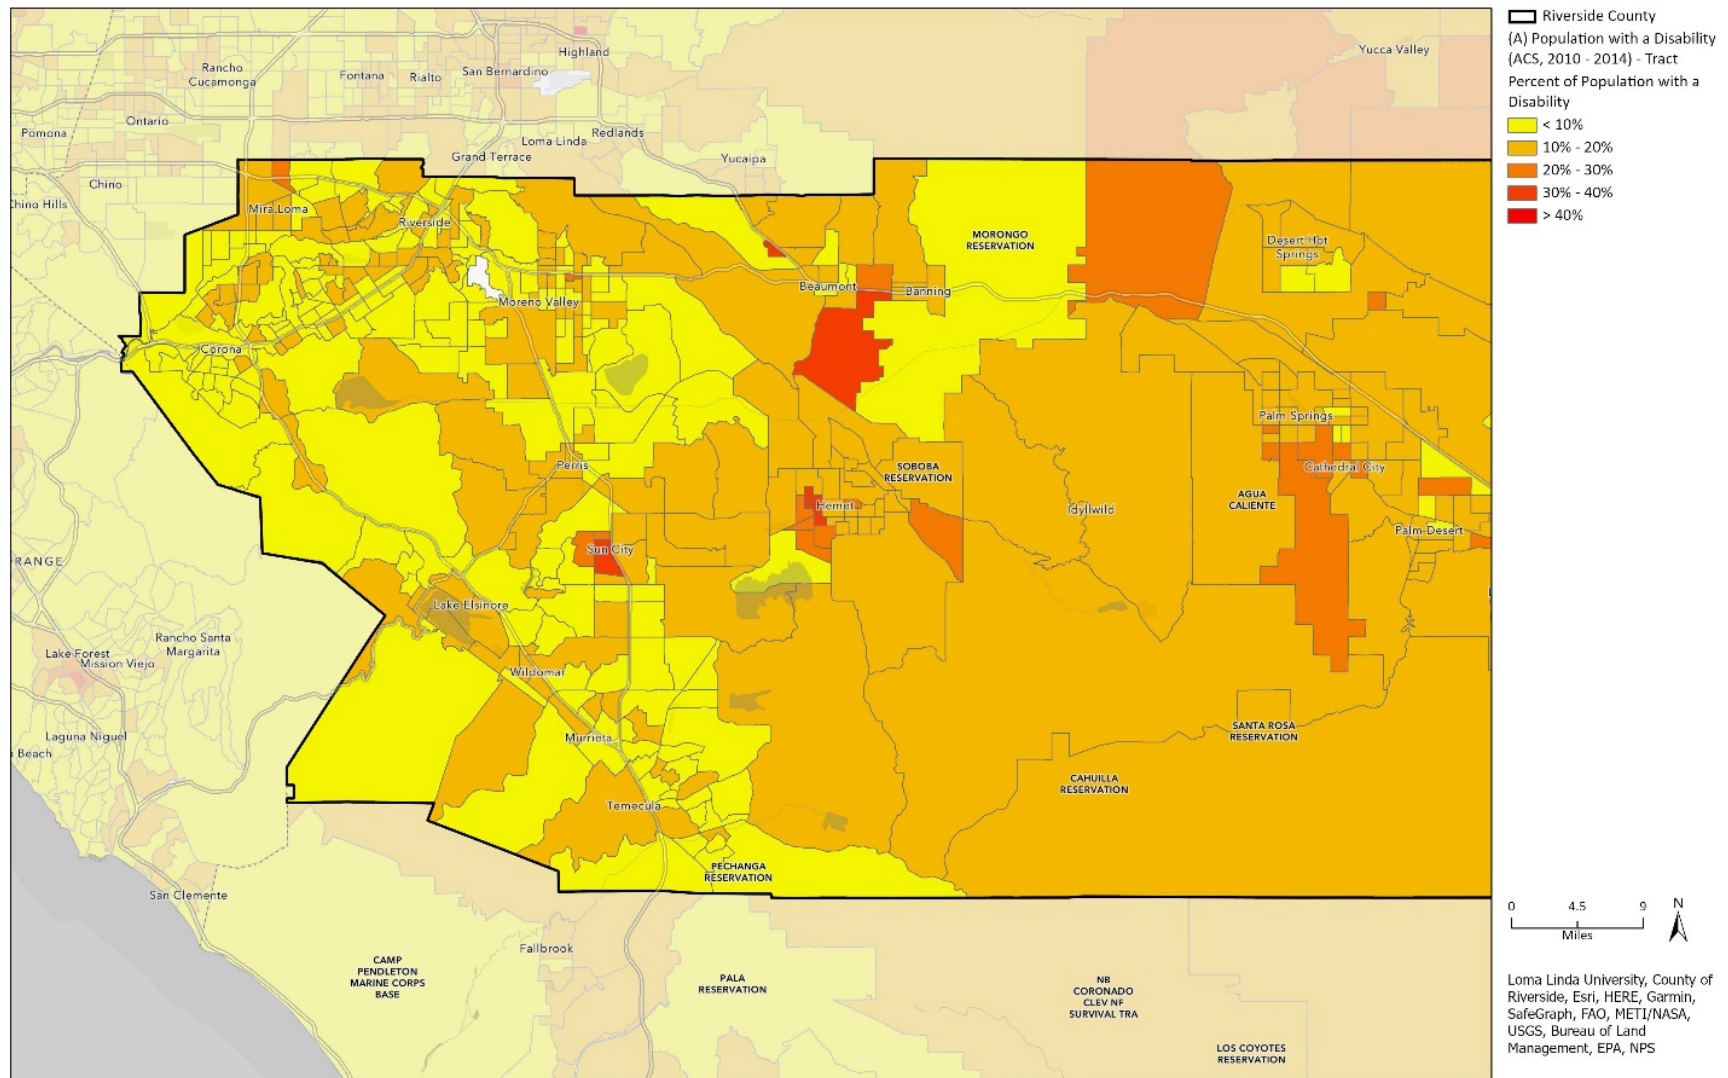 Highland
Yucca Valley
Rancho
Cucamonga
Fontana
Rialto
San Bernardino
Ontario
Pomona
Redlands
Loma Linda
Grand Terrace
Yucaipa
Chino
Chino Hills
Mira Loma
Riverside
MORONGO
RESERVATION
Desert Hot
Springs
Beaumont
Banning
Moreno Valley
Corona
Palm Springs
Perris
SOBOBA
RESERVATION
Cathedral City
AGUA
CALIENTE
Hemet
Idyllwild
Palm Desert
Sun City
RANGE
Lake Elsinore
Rancho Santa
Margarita
Lake Forest
Mission Viejo
Wildomar
Laguna Niguel
Beach
Murrieta
SANTA ROSA
RESERVATION
CAHUILLA
RESERVATION
Temecula
PECHANGA
RESERVATION
San Clemente
Fallbrook
CAMP
PENDLETON
MARINE CORPS
BASE
PALA
RESERVATION
NB
CORONADO
CLEV NF
SURVIVAL TRA
LOS COYOTES
RESERVATION
Riverside County
(A) Population with a Disability
(ACS, 2010 - 2014) - Tract
Percent of Population with a
Disability
< 10%
10% - 20%
20% - 30%
30% - 40%
> 40%
0 4.5 9
Miles
N
Loma Linda University, County of
Riverside, Esri, HERE, Garmin,
SafeGraph, FAO, METI/NASA,
USGS, Bureau of Land
Management, EPA, NPS